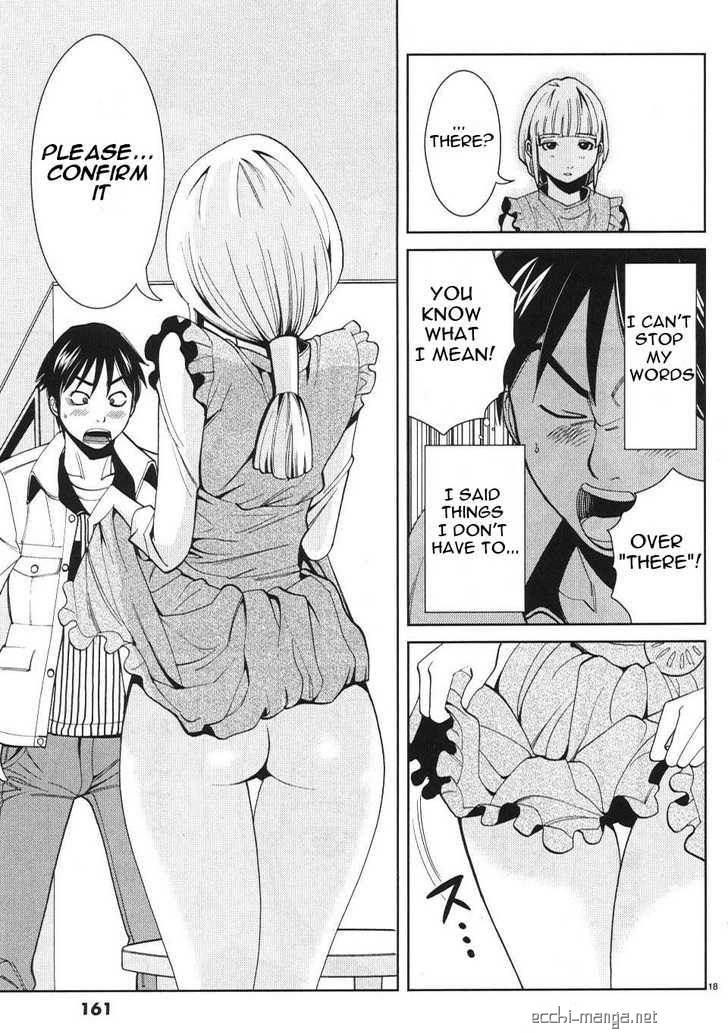 ...
THERE?
YOU
KNOW
WHAT
I MEAN!
I CAN'T
STOP
MY
WORDS
I SAID
THINGS
I DON'T
HAVE TO...
OVER
"THERE"!
ス...
18
PLEASE...
CONFIRM
IT
161
ecchi-manga.net